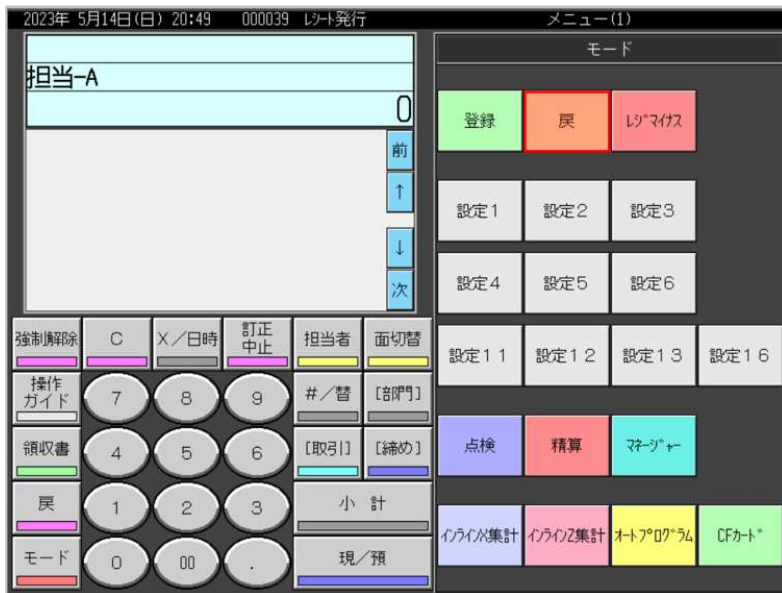 2023年 5月14日(日) 20:49 000039 ﾚｼｰﾄ発行 メニュー(1)
モード
担当-A
0
前
↑
↓
次
登録 戻 ﾚｼﾞﾏｲﾅｽ
設定1 設定2 設定3
設定4 設定5 設定6
設定11 設定12 設定13 設定16
点検 精算 ﾏﾈｰｼﾞｬｰ
ｲﾝﾗｲﾝX集計 ｲﾝﾗｲﾝZ集計 ｵｰﾄﾌﾟﾛｸﾞﾗﾑ CFｶｰﾄﾞ
強制解除 C X／日時 訂正 担当者 面切替
中止
操作
ガイド 7 8 9 #／替 [部門]
領収書 4 5 6 [取引] [締め]
戻 1 2 3 小 計
モード 0 00 . 現／預